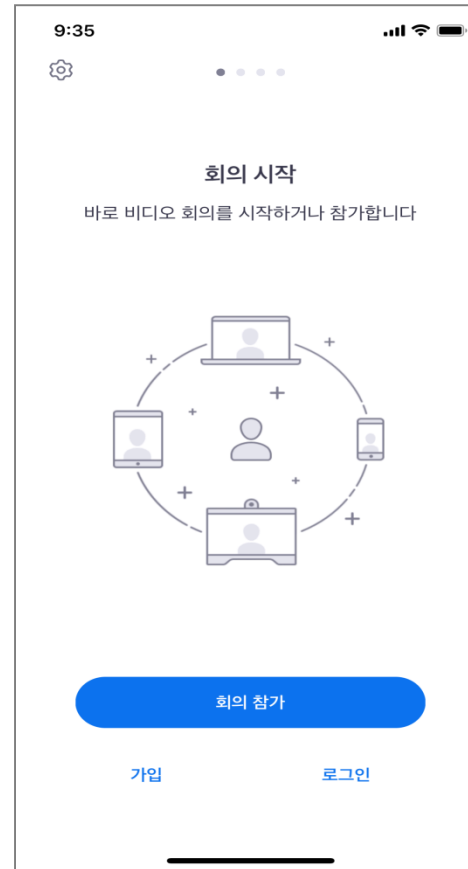 9:35
회의 시작
바로 비디오 회의를 시작하거나 참가합니다
회의 참가
가입
로그인